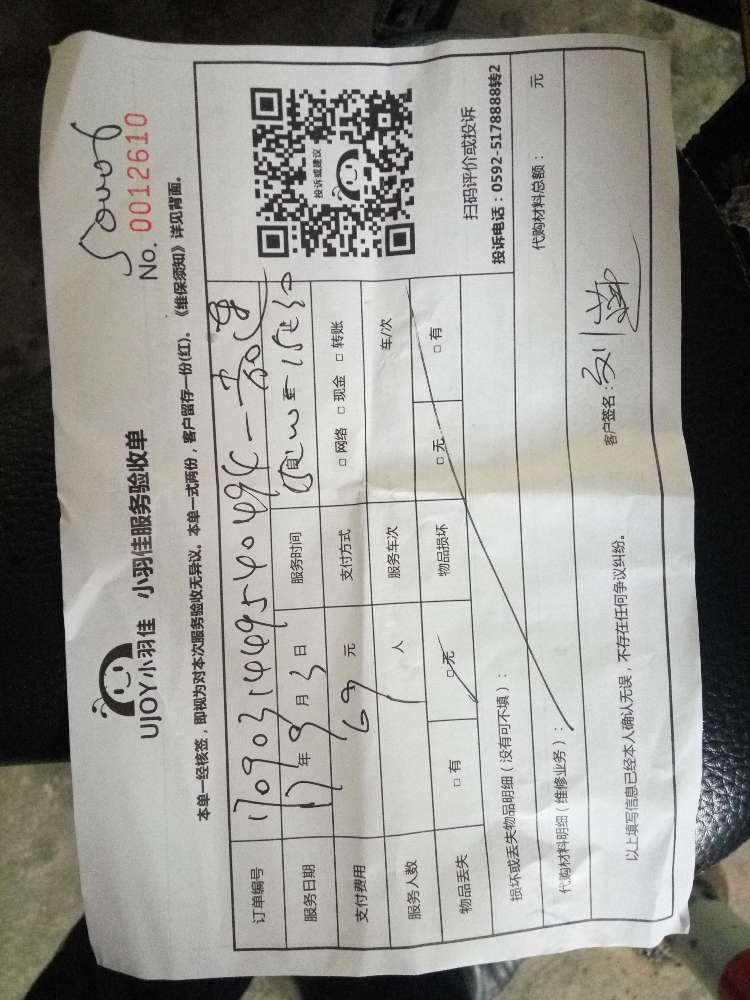 UJOY小羽佳 小羽佳服务验收单
No. 0012610
本单一经核签，即视为对本次服务验收无异议。本单一式两份，客户留存一份(红)。《维保须知》详见背面。
订单编号
服务日期 17年9月3日 服务时间 至
支付费用 69元 支付方式 □ 网络 □ 现金 □ 转账
服务人数 1人 服务车次 车/次
物品丢失 □ 有 □ 无 物品损坏 □ 无 □ 有
投诉或建议
扫码评价或投诉
投诉电话：0592-5178888转2
损坏或丢失物品明细（没有可不填）：
代购材料明细（维修业务）： 代购材料总额： 元
以上填写信息已经本人确认无误，不存在任何争议纠纷。 客户签名：